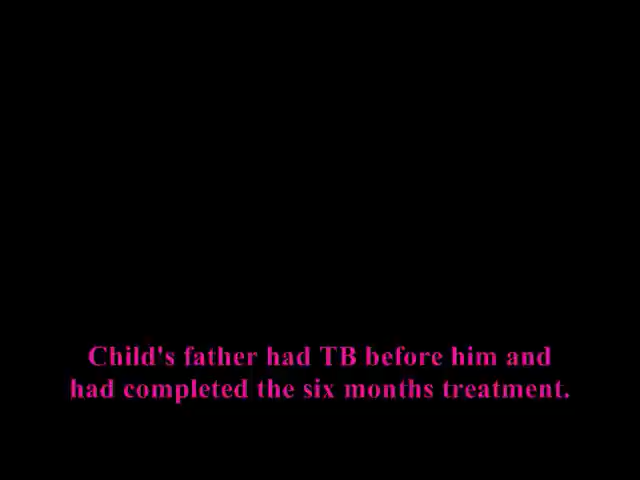 Child's father had TB before him and
had completed the six months treatment.